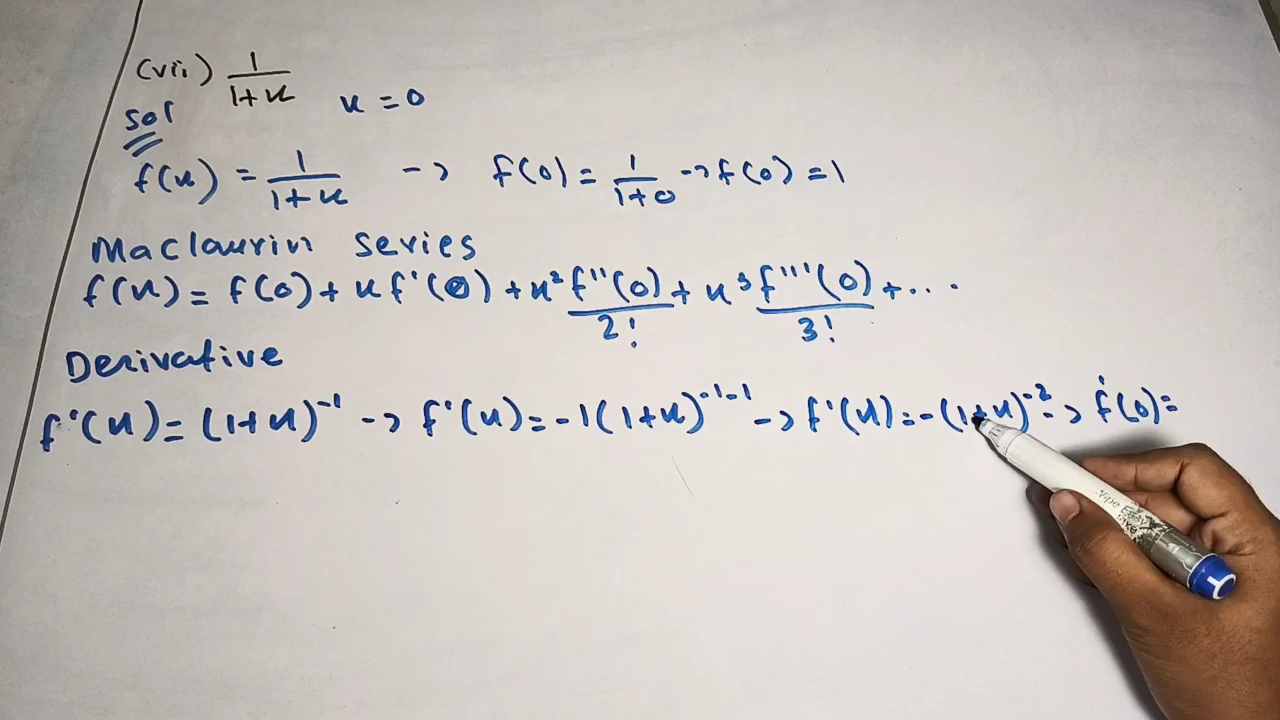 (vii) 1/(1+x)
Sol x = 0
f(x) = 1/(1+x) -> f(0) = 1/(1+0) -> f(0) = 1
Maclaurin series
f(x) = f(0) + x f'(0) + x² f''(0)/2! + x³ f'''(0)/3! + ...
Derivative
f'(x) = (1+x)⁻¹ -> f'(x) = -1(1+x)⁻¹⁻¹ -> f'(x) = -(1+x)⁻² -> f'(0) =